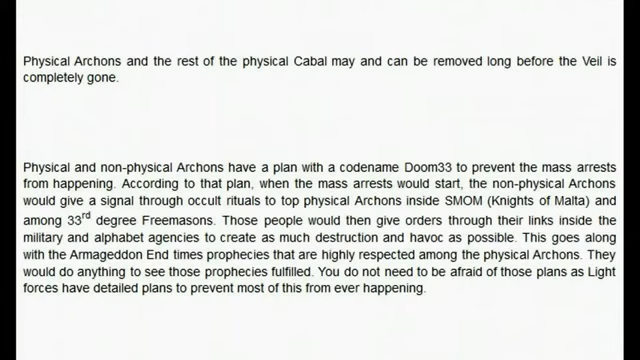 Physical Archons and the rest of the physical Cabal may and can be removed long before the Veil is
completely gone.
Physical and non-physical Archons have a plan with a codename Doom33 to prevent the mass arrests
from happening. According to that plan, when the mass arrests would start, the non-physical Archons
would give a signal through occult rituals to top physical Archons inside SMOM (Knights of Malta) and
among 33rd degree Freemasons. Those people would then give orders through their links inside the
military and alphabet agencies to create as much destruction and havoc as possible. This goes along
with the Armageddon End times prophecies that are highly respected among the physical Archons. They
would do anything to see those prophecies fulfilled. You do not need to be afraid of those plans as Light
forces have detailed plans to prevent most of this from ever happening.